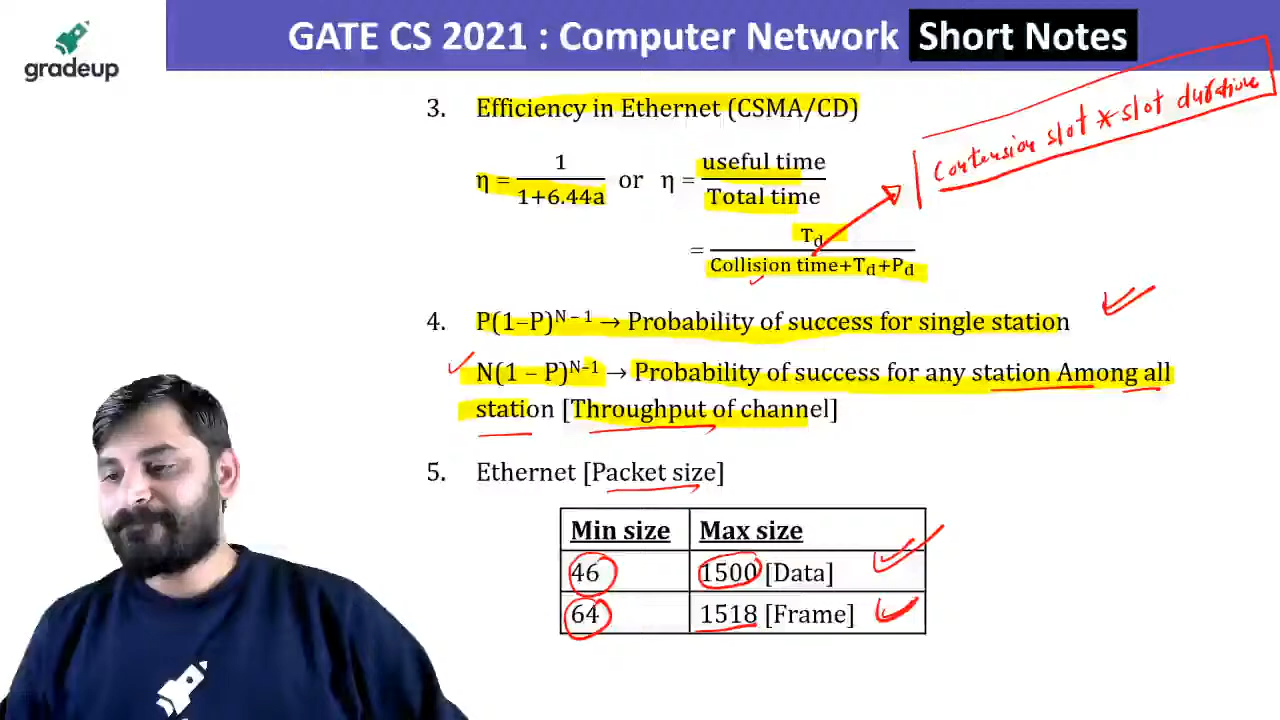 GATE CS 2021 : Computer Network Short Notes
gradeup
3. Efficiency in Ethernet (CSMA/CD)
η = 1/1+6.44a or η = useful time/Total time
= Td/Collision time+Td+Pd
Contension slot * slot duration
4. P(1–P)^N – 1 → Probability of success for single station
N(1 – P)^N–1 → Probability of success for any station Among all
station [Throughput of channel]
5. Ethernet [Packet size]
Min size Max size
46 1500 [Data]
64 1518 [Frame]